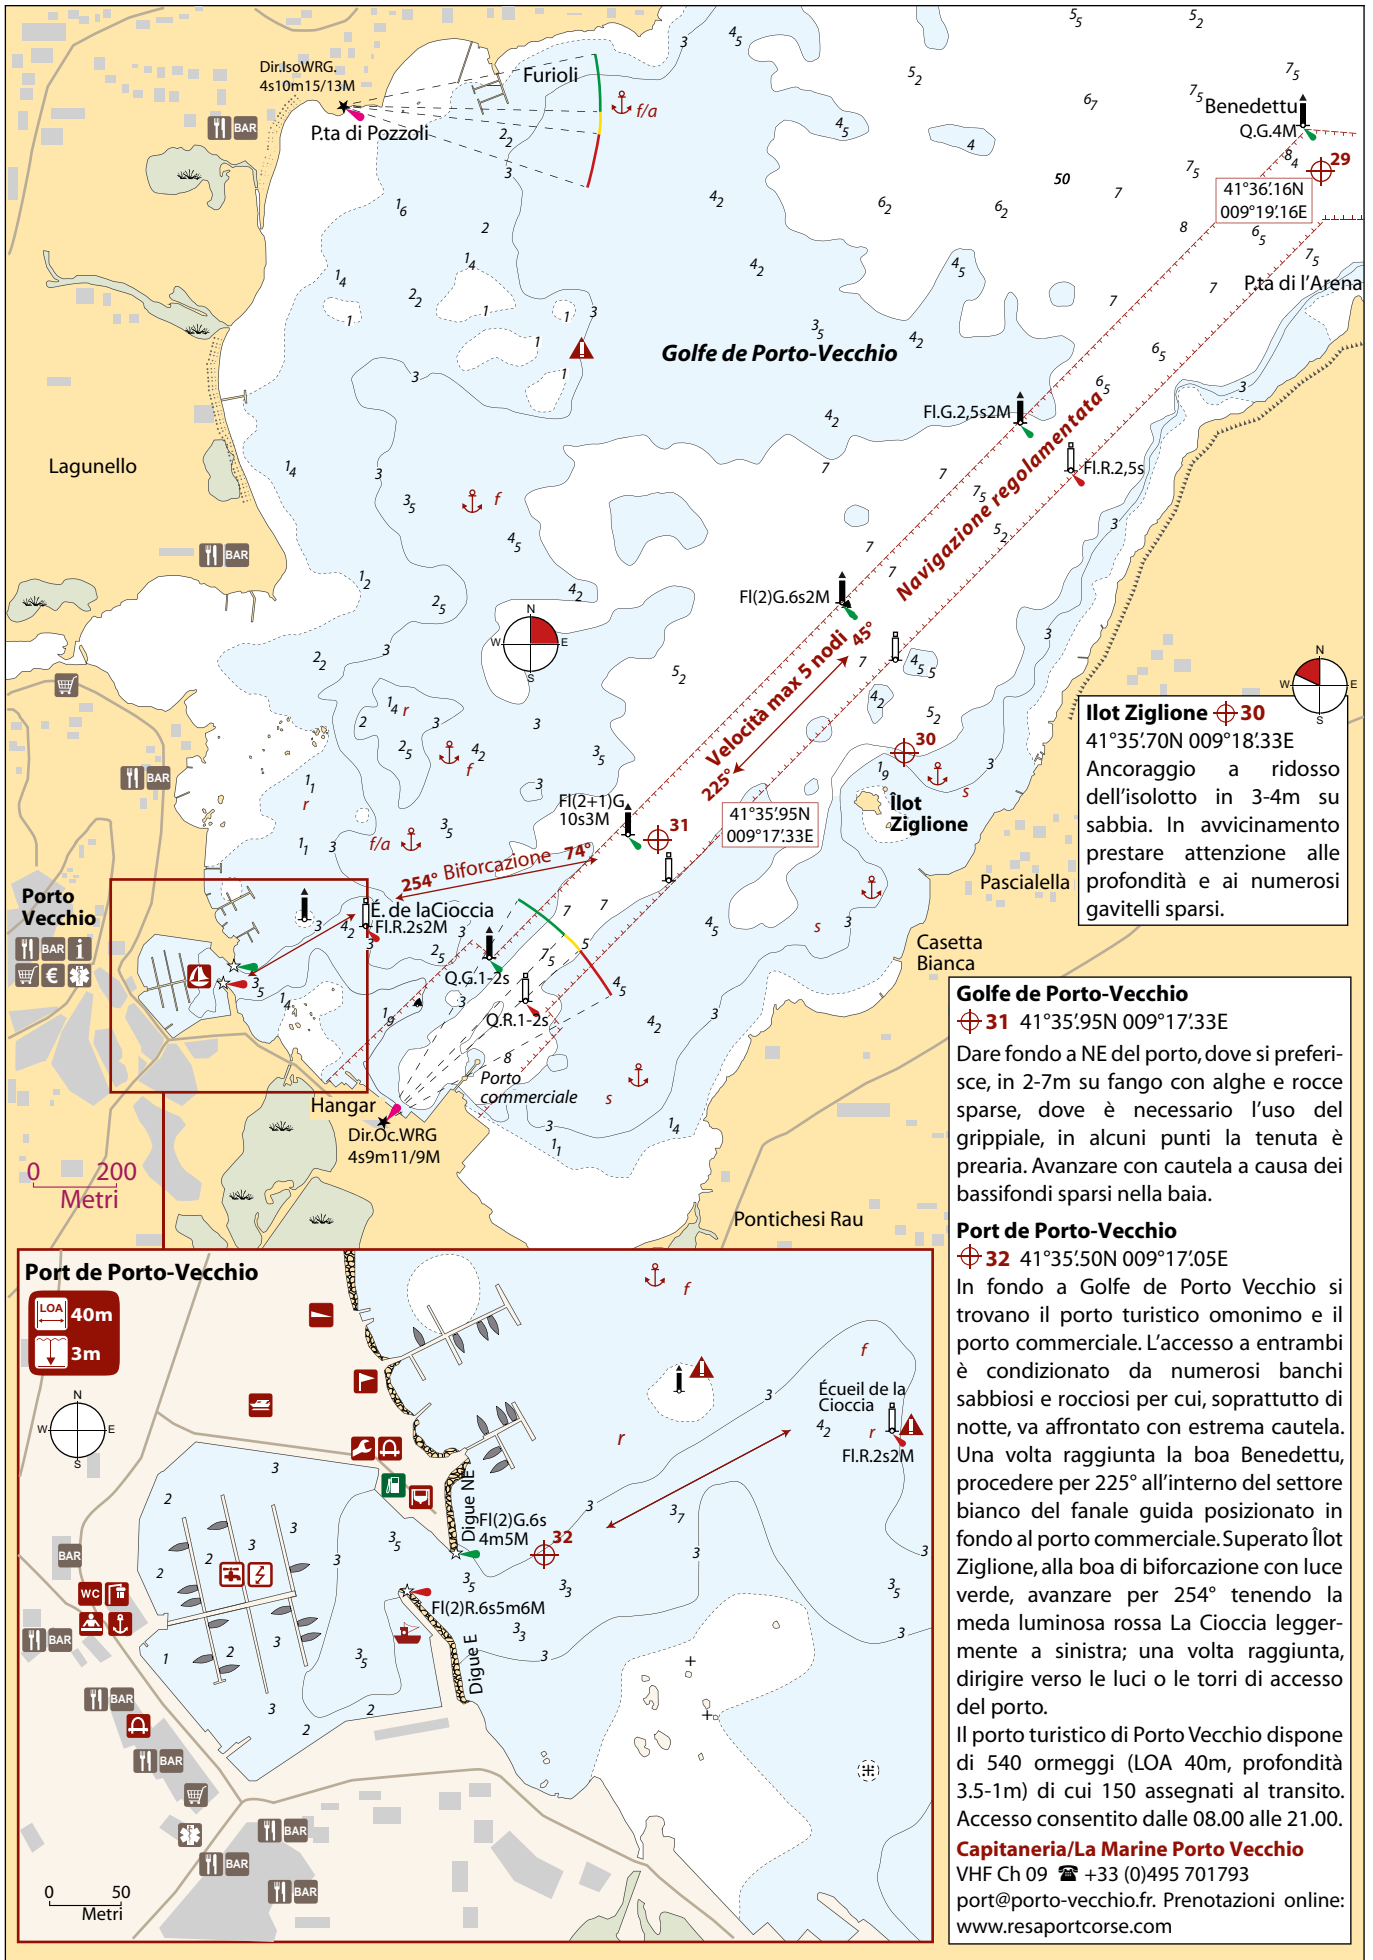 Dir.IsoWRG.
4s10m15/13M
P.ta di Pozzoli
Furioli
f/a
BAR
Benedettu
Q.G.4M
29
41°36'.16N
009°19'.16E
P.ta di l'Arena
50
Golfe de Porto-Vecchio
Fl.G.2,5s2M
Fl.R.2,5s
Navigazione regolamentata
Lagunello
f
BAR
Fl(2)G.6s2M
Velocità max 5 nodi
45°
225°
N
W
E
S
N
W
E
S
Ilot Ziglione 30
41°35'.70N 009°18'.33E
Ancoraggio a ridosso
dell'isolotto in 3-4m su
sabbia. In avvicinamento
prestare attenzione alle
profondità e ai numerosi
gavitelli sparsi.
30
s
Îlot
Ziglione
r
f
r
BAR
Fl(2+1)G
10s3M
31
41°35'.95N
009°17'.33E
f/a
254° Biforcazione 74°
Porto
Vecchio
BAR i
€
É. de laCioccia
Fl.R.2s2M
Q.G.1-2s
Q.R.1-2s
Pascialella
Casetta
Bianca
s
s
Porto
commerciale
Hangar
Dir.Oc.WRG
4s9m11/9M
0 200
Metri
Pontichesi Rau
Golfe de Porto-Vecchio
31 41°35'.95N 009°17'.33E
Dare fondo a NE del porto, dove si preferi-
sce, in 2-7m su fango con alghe e rocce
sparse, dove è necessario l'uso del
grippiale, in alcuni punti la tenuta è
prearia. Avanzare con cautela a causa dei
bassifondi sparsi nella baia.
Port de Porto-Vecchio
32 41°35'.50N 009°17'.05E
In fondo a Golfe de Porto Vecchio si
trovano il porto turistico omonimo e il
porto commerciale. L'accesso a entrambi
è condizionato da numerosi banchi
sabbiosi e rocciosi per cui, soprattutto di
notte, va affrontato con estrema cautela.
Una volta raggiunta la boa Benedettu,
procedere per 225° all'interno del settore
bianco del fanale guida posizionato in
fondo al porto commerciale. Superato Îlot
Ziglione, alla boa di biforcazione con luce
verde, avanzare per 254° tenendo la
meda luminosa rossa La Cioccia legger-
mente a sinistra; una volta raggiunta,
dirigire verso le luci o le torri di accesso
del porto.
Il porto turistico di Porto Vecchio dispone
di 540 ormeggi (LOA 40m, profondità
3.5-1m) di cui 150 assegnati al transito.
Accesso consentito dalle 08.00 alle 21.00.
Capitaneria/La Marine Porto Vecchio
VHF Ch 09 ☎ +33 (0)495 701793
port@porto-vecchio.fr. Prenotazioni online:
www.resaportcorse.com
Port de Porto-Vecchio
LOA 40m
3m
N
W
E
S
f
f
r
r
Écueil de la
Cioccia
Fl.R.2s2M
Digue NE
Fl(2)G.6s
4m5M
32
Fl(2)R.6s5m6M
Digue E
BAR
WC
BAR
BAR
BAR
BAR
BAR
BAR
0 50
Metri